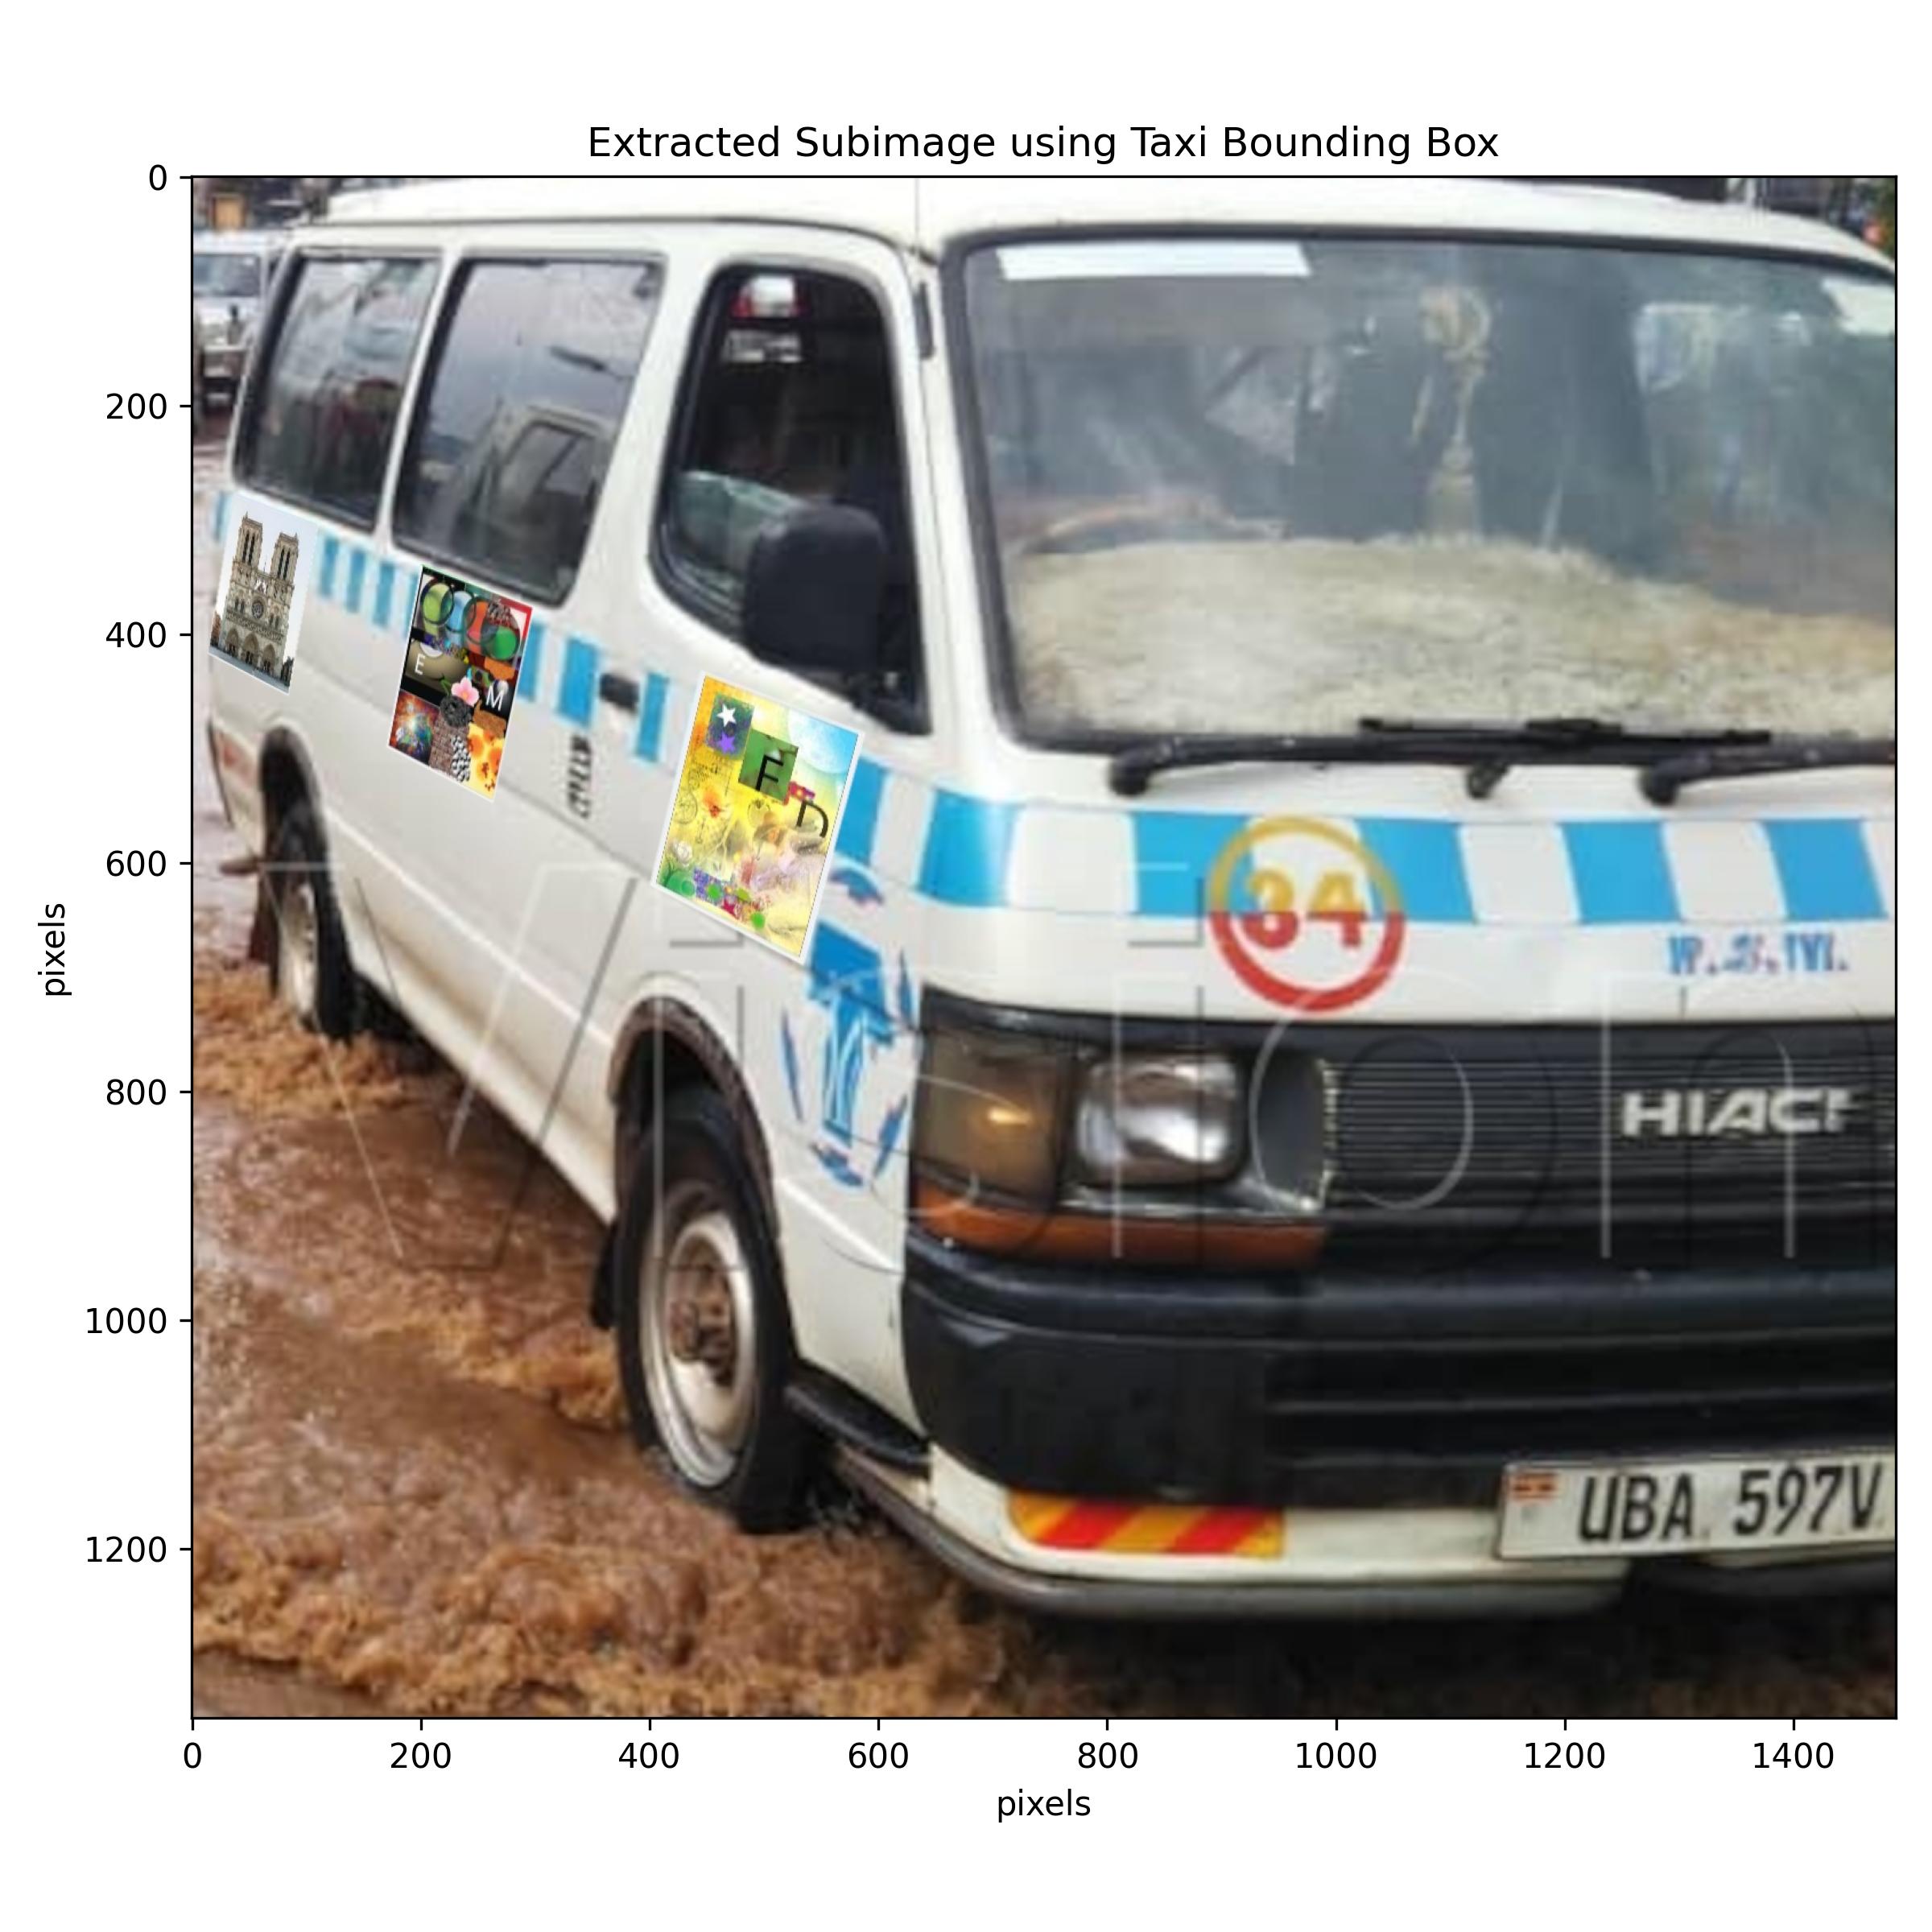 Extracted Subimage using Taxi Bounding Box
0
200
400
600
800
1000
1200
pixels
E
M
F
D
34
HIACE
UBA 597V
0 200 400 600 800 1000 1200 1400
pixels